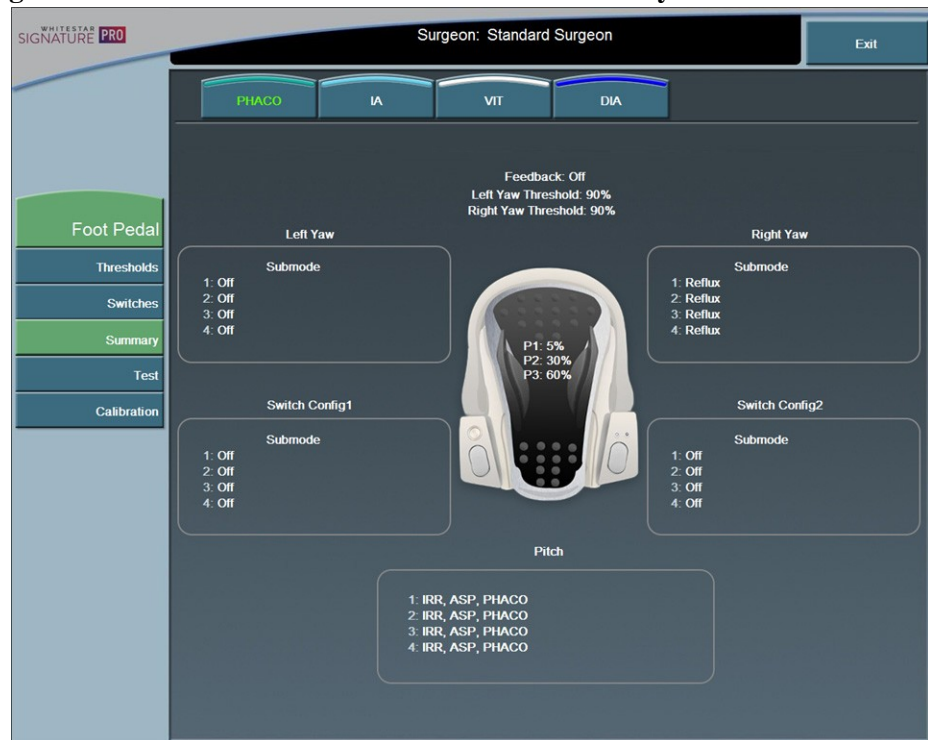 WHITESTAR
SIGNATURE PRO
Surgeon: Standard Surgeon
Exit
PHACO
IA
VIT
DIA
Feedback: Off
Left Yaw Threshold: 90%
Right Yaw Threshold: 90%
Foot Pedal
Thresholds
Switches
Summary
Test
Calibration
Left Yaw
Submode
1: Off
2: Off
3: Off
4: Off
Right Yaw
Submode
1: Reflux
2: Reflux
3: Reflux
4: Reflux
P1: 5%
P2: 30%
P3: 60%
Switch Config1
Submode
1: Off
2: Off
3: Off
4: Off
Switch Config2
Submode
1: Off
2: Off
3: Off
4: Off
Pitch
1: IRR, ASP, PHACO
2: IRR, ASP, PHACO
3: IRR, ASP, PHACO
4: IRR, ASP, PHACO